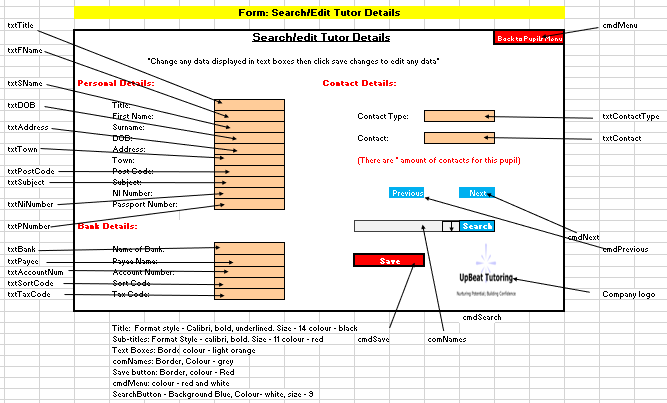 Form: Search/Edit Tutor Details
txtTitle
cmdMenu
Search/edit Tutor Details
Back to Pupils Menu
txtFName
"Change any data displayed in text boxes then click save changes to edit any data"
txtSName
Personal Details:
Contact Details:
txtDOB
Title:
First Name:
Contact Type:
txtContactType
txtAddress
Surname:
DOB:
Contact:
txtContact
txtTown
Address:
Town:
(There are * amount of contacts for this pupil)
txtPostCode
Post Code:
txtSubject
Subject:
NI Number:
Previous
Next
txtNiNumber
Passport Number:
txtPNumber
Bank Details:
Search
cmdNext
txtBank
Name of Bank:
cmdPrevious
txtPayee
Payee Name:
Save
txtAccountNum
Account Number:
txtSortCode
Sort Code
UpBeat Tutoring
txtTaxCode
Tax Code:
Nurturing Potential, Building Confidence
Company logo
cmdSearch
Title: Format style - Calibri, bold, underlined. Size - 14 colour - black
Sub-titles: Format Style - calibri, bold. Size - 11 colour - red
cmdSave
comNames
Text Boxes: Borde colour - light orange
comNames: Border, Colour - grey
Save button: Border, colour - Red
cmdMenu: colour - red and white
SearchButton - Background Blue, Colour- white, size - 9